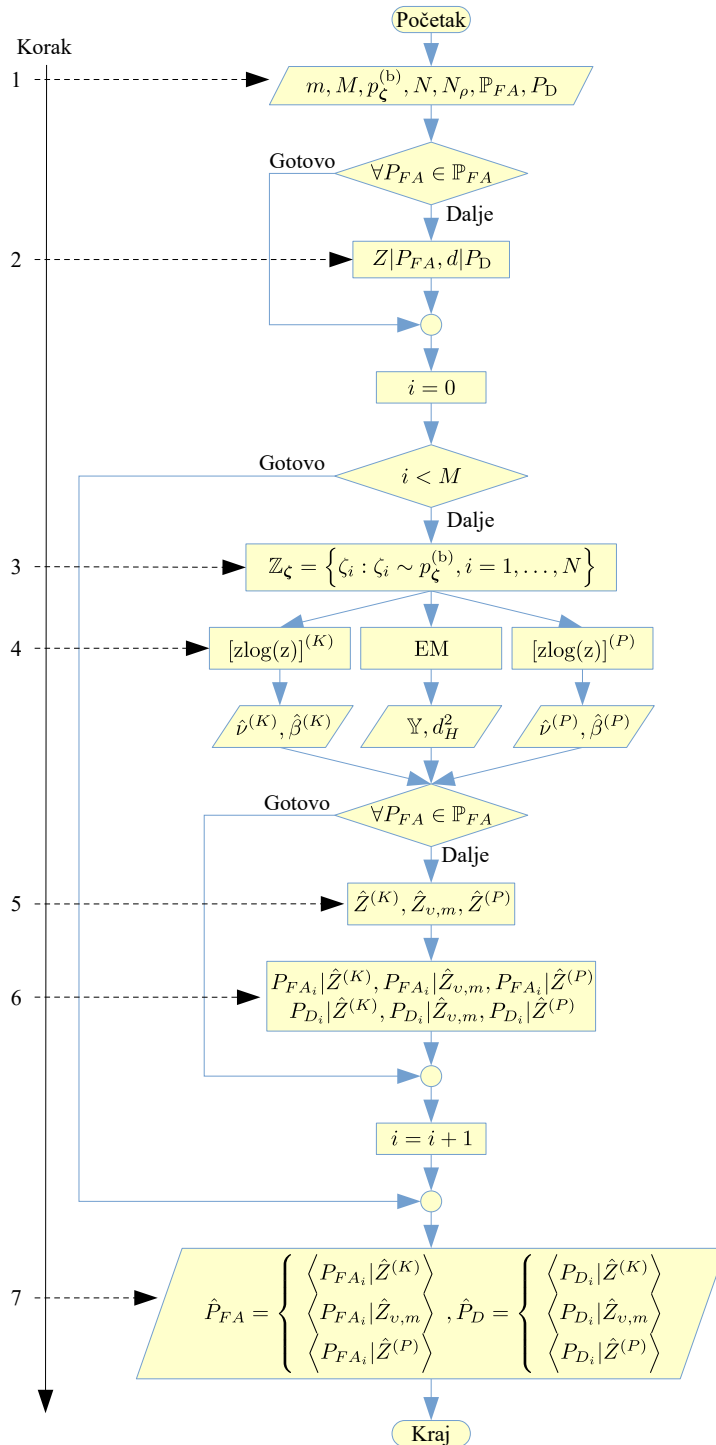 Početak
Korak
1
m, M, p_ζ^(b), N, N_ρ, ℙ_FA, P_D
Gotovo
∀P_FA ∈ ℙ_FA
Dalje
2
Z|P_FA, d|P_D
i = 0
Gotovo
i < M
Dalje
3
ℤ_ζ = {ζ_i : ζ_i ∼ p_ζ^(b), i = 1, . . . , N}
4
[zlog(z)]^(K)
EM
[zlog(z)]^(P)
ν̂^(K), β̂^(K)
𝕐, d_H^2
ν̂^(P), β̂^(P)
Gotovo
∀P_FA ∈ ℙ_FA
Dalje
5
Ẑ^(K), Ẑ_υ,m, Ẑ^(P)
6
P_FA_i|Ẑ^(K), P_FA_i|Ẑ_υ,m, P_FA_i|Ẑ^(P)
P_D_i|Ẑ^(K), P_D_i|Ẑ_υ,m, P_D_i|Ẑ^(P)
i = i + 1
7
⟨P_FA_i|Ẑ^(K)⟩ ⟨P_D_i|Ẑ^(K)⟩
P̂_FA = { ⟨P_FA_i|Ẑ_υ,m⟩ , P̂_D = { ⟨P_D_i|Ẑ_υ,m⟩
⟨P_FA_i|Ẑ^(P)⟩ ⟨P_D_i|Ẑ^(P)⟩
Kraj